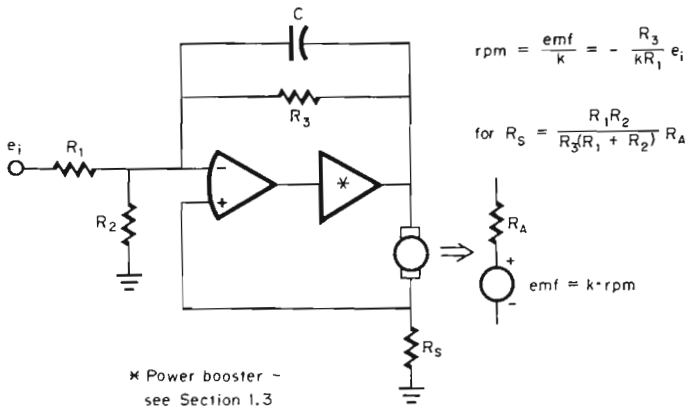 C
rpm = emf/k = - R3/kR1 ei
R3
for RS = R1R2/R3(R1 + R2) RA
ei
R1
R2
-
+
*
RA
+
-
emf = k·rpm
RS
* Power booster -
see Section 1.3